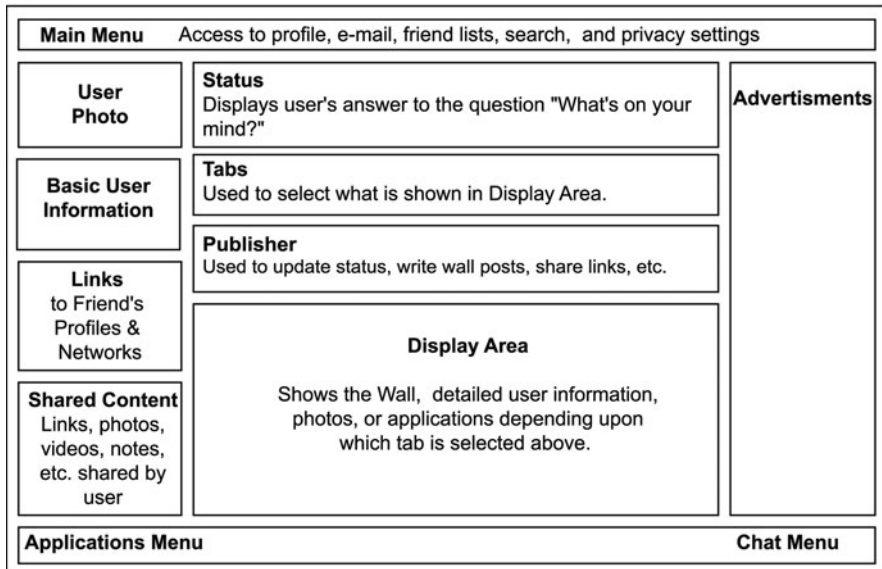 Main Menu Access to profile, e-mail, friend lists, search, and privacy settings
User
Photo
Basic User
Information
Links
to Friend's
Profiles &
Networks
Shared Content
Links, photos,
videos, notes,
etc. shared by
user
Status
Displays user's answer to the question "What's on your
mind?"
Tabs
Used to select what is shown in Display Area.
Publisher
Used to update status, write wall posts, share links, etc.
Display Area
Shows the Wall, detailed user information,
photos, or applications depending upon
which tab is selected above.
Advertisments
Applications Menu
Chat Menu